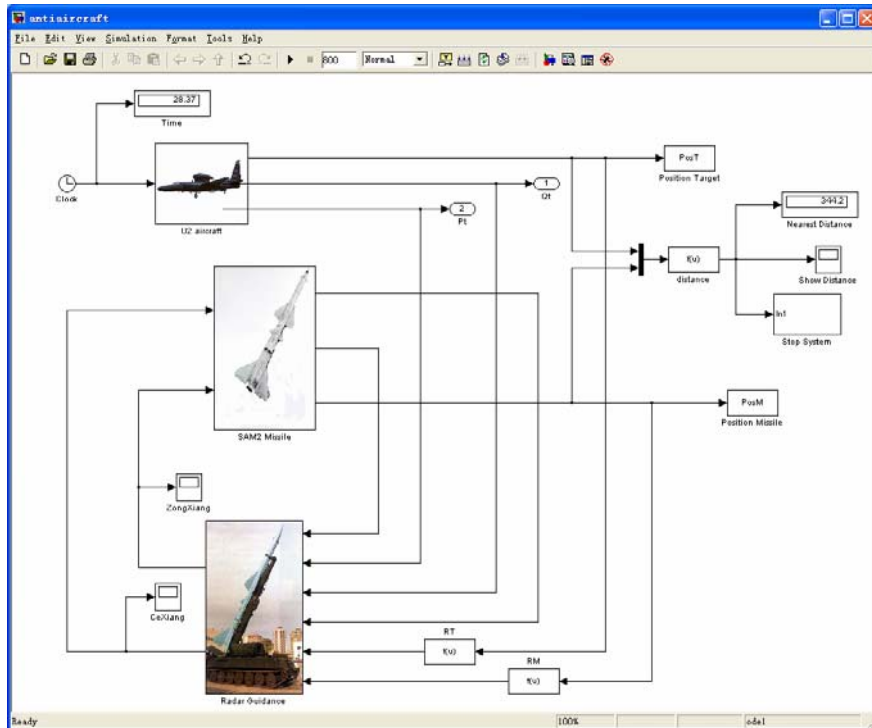 antiaircraft
File Edit View Simulation Format Tools Help
800 Normal
28.37
Time
Clock
U2 aircraft
1
Qt
2
Pt
PosT
Position Target
344.2
Nearest Distance
f(u)
distance
Show Distance
In1
Stop System
SAM2 Missile
PosM
Position Missile
ZongXiang
CeXiang
RT
f(u)
RM
f(u)
Radar Guidance
Ready 100% ode1